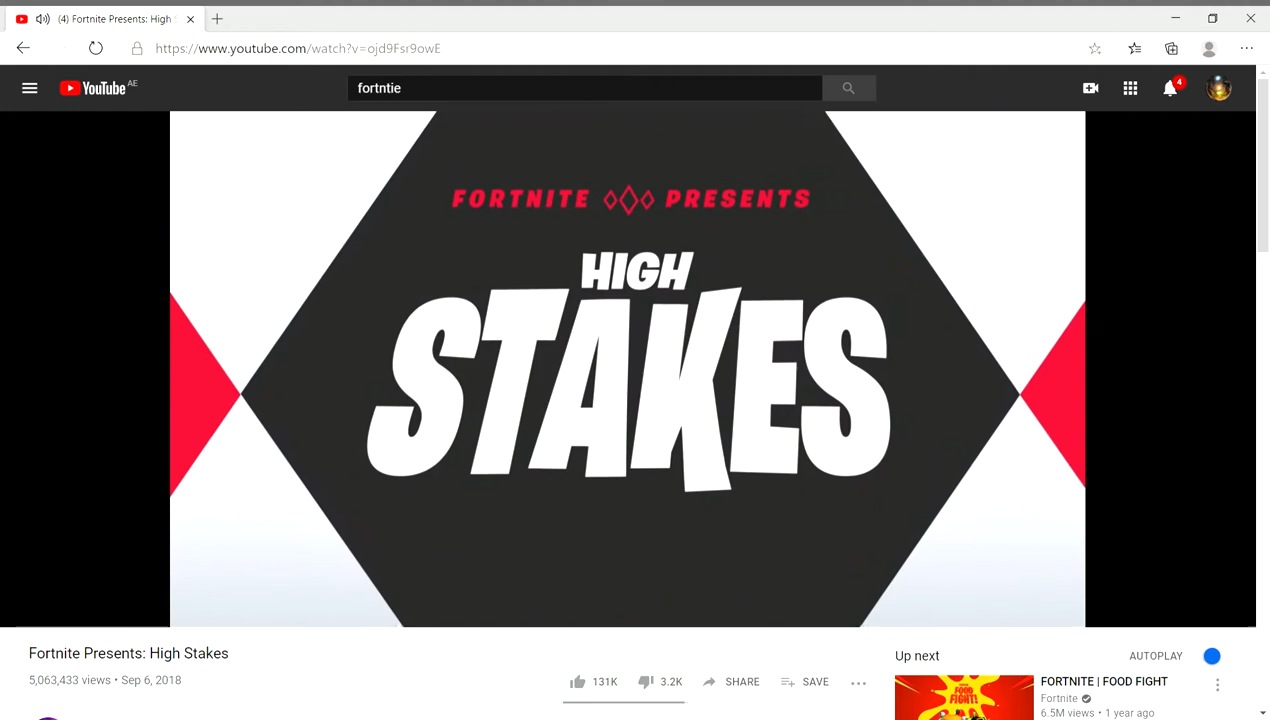 (4) Fortnite Presents: High
https://www.youtube.com/watch?v=ojd9Fsr9owE
YouTube AE
fortntie
4
FORTNITE PRESENTS
HIGH
STAKES
Fortnite Presents: High Stakes
5,063,433 views • Sep 6, 2018
131K
3.2K
SHARE
SAVE
Up next
AUTOPLAY
FOOD
FIGHT!
FORTNITE | FOOD FIGHT
Fortnite
6.5M views • 1 year ago